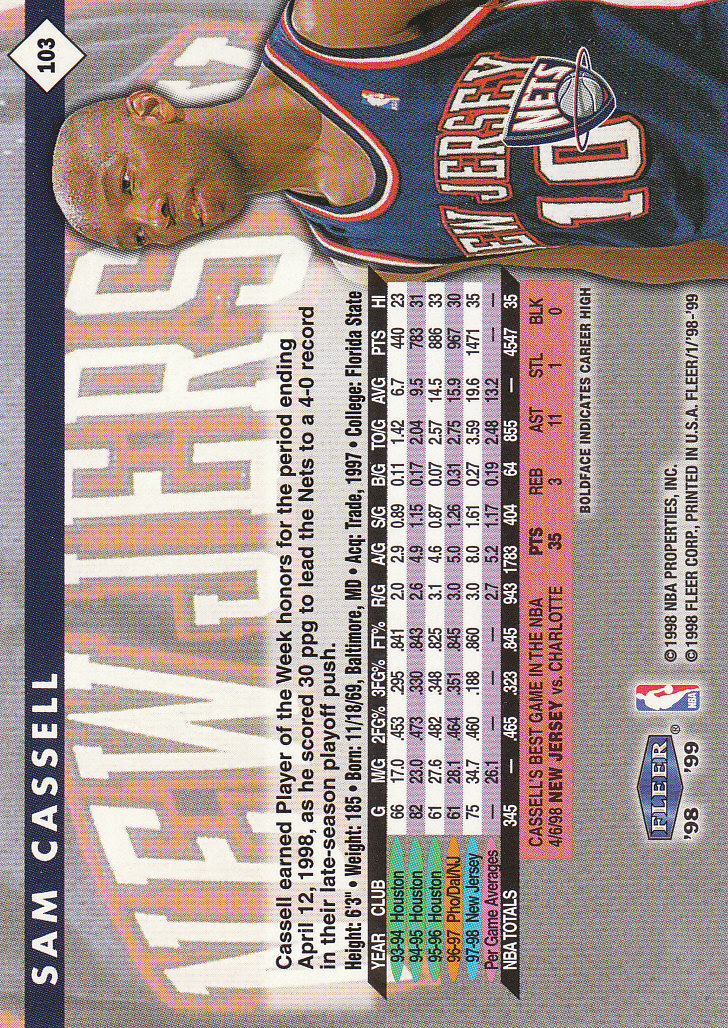 SAM CASSELL
103
NEW JERSEY
NEW JERSEY
NETS
10
Cassell earned Player of the Week honors for the period ending
April 12, 1998, as he scored 30 ppg to lead the Nets to a 4-0 record
in their late-season playoff push.
Height: 6'3" • Weight: 185 • Born: 11/18/69, Baltimore, MD • Acq: Trade, 1997 • College: Florida State
YEAR CLUB G M/G 2FG% 3FG% FT% R/G A/G S/G B/G TO/G AVG PTS HI
93-94 Houston 66 17.0 .453 .295 .841 2.0 2.9 0.89 0.11 1.42 6.7 440 23
94-95 Houston 82 23.0 .473 .330 .843 2.6 4.9 1.15 0.17 2.04 9.5 783 31
95-96 Houston 61 27.6 .482 .348 .825 3.1 4.6 0.87 0.07 2.57 14.5 886 33
96-97 Pho/Dal/NJ 61 28.1 .464 .351 .845 3.0 5.0 1.26 0.31 2.75 15.9 967 30
97-98 New Jersey 75 34.7 .460 .188 .860 3.0 8.0 1.61 0.27 3.59 19.6 1471 35
Per Game Averages — 26.1 — — — 2.7 5.2 1.17 0.19 2.48 13.2 — —
NBA TOTALS 345 — .465 .323 .845 943 1783 404 64 855 — 4547 35
CASSELL'S BEST GAME IN THE NBA PTS REB AST STL BLK
4/6/98 NEW JERSEY vs. CHARLOTTE 35 3 11 1 0
BOLDFACE INDICATES CAREER HIGH
FLEER®
'98 '99
NBA
© 1998 NBA PROPERTIES, INC.
© 1998 FLEER CORP., PRINTED IN U.S.A. FLEER/1/'98-'99